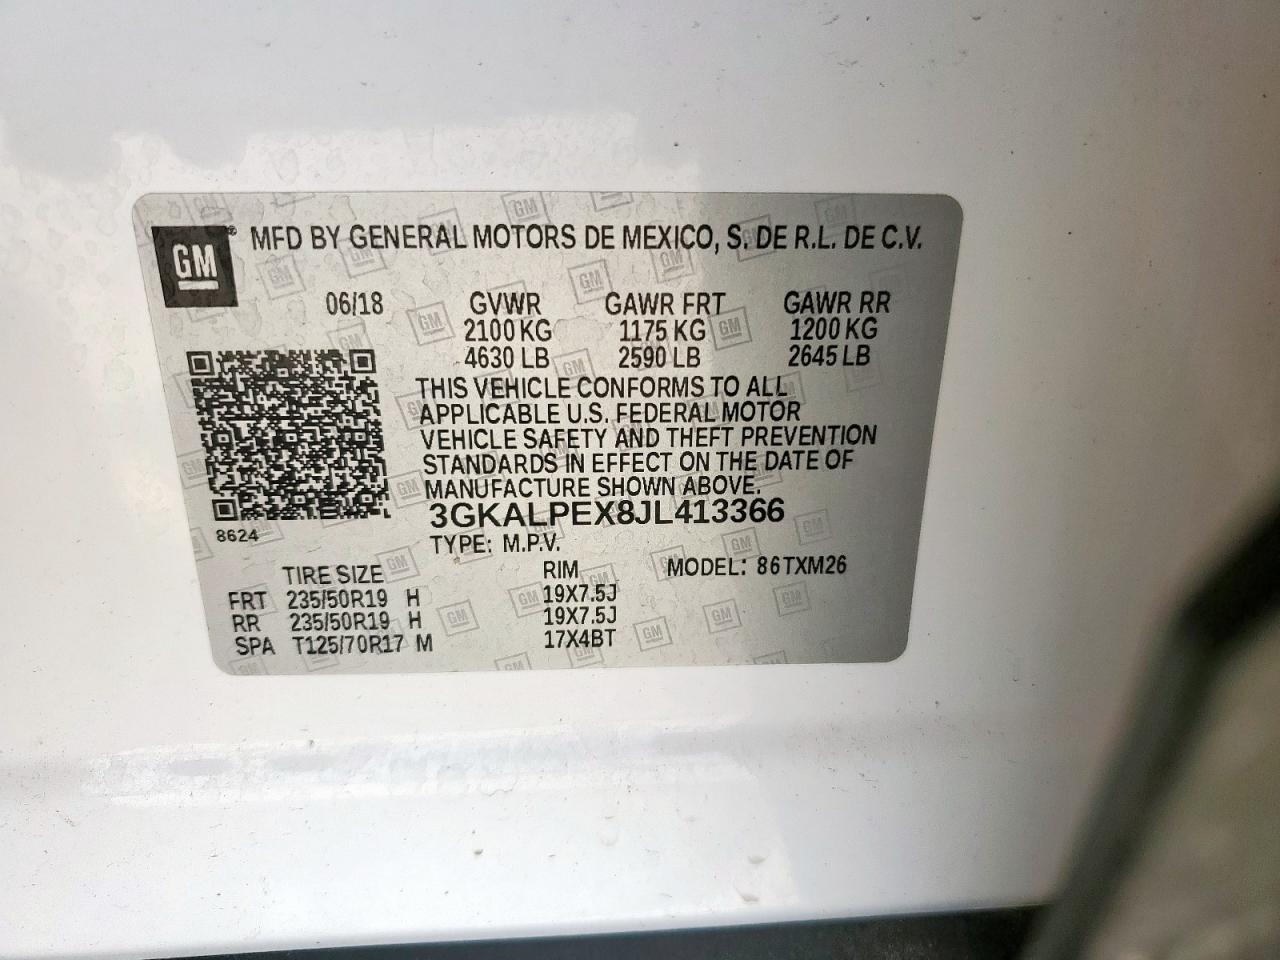 GM® MFD BY GENERAL MOTORS DE MEXICO, S. DE R.L. DE C.V.
06/18 GVWR GAWR FRT GAWR RR
2100 KG 1175 KG 1200 KG
4630 LB 2590 LB 2645 LB
THIS VEHICLE CONFORMS TO ALL
APPLICABLE U.S. FEDERAL MOTOR
VEHICLE SAFETY AND THEFT PREVENTION
STANDARDS IN EFFECT ON THE DATE OF
MANUFACTURE SHOWN ABOVE.
3GKALPEX8JL413366
8624
TYPE: M.P.V.
TIRE SIZE RIM MODEL: 86TXM26
FRT 235/50R19 H 19X7.5J
RR 235/50R19 H 19X7.5J
SPA T125/70R17 M 17X4BT